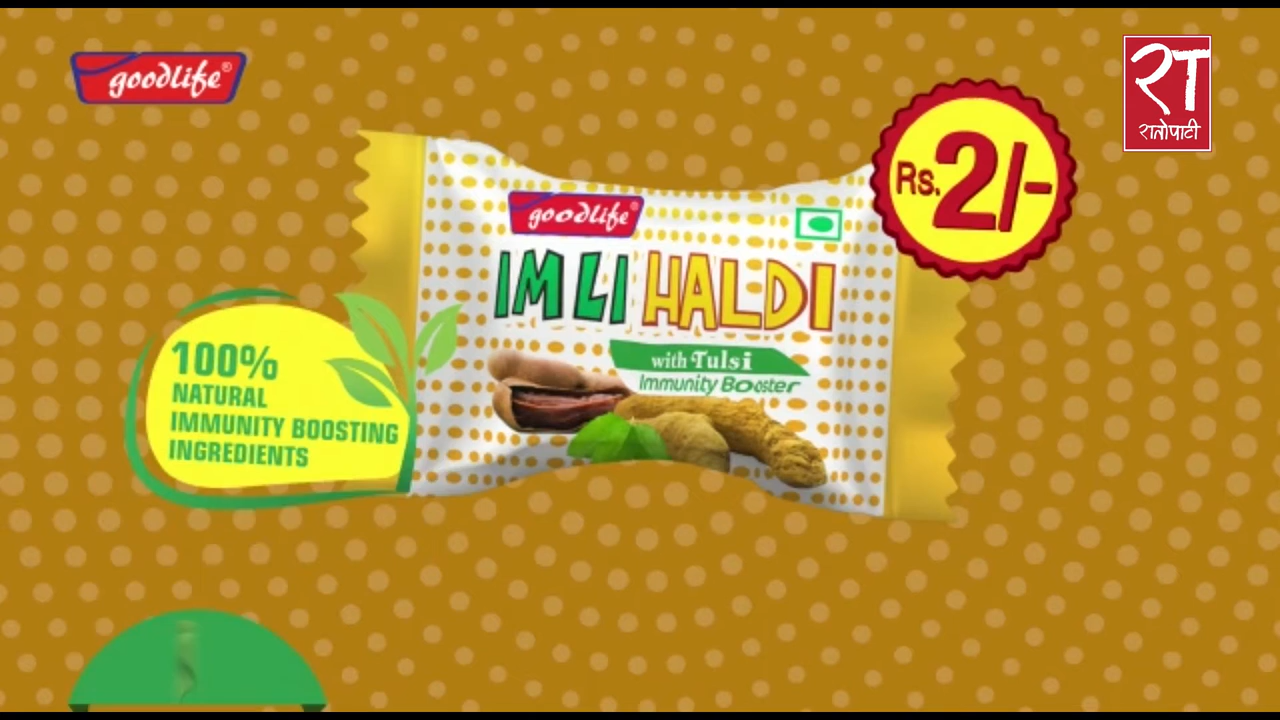 goodlife®
रा
रातोपाटी
Rs. 2/-
goodlife®
IMLI HALDI
with Tulsi
Immunity Booster
100%
NATURAL
IMMUNITY BOOSTING
INGREDIENTS